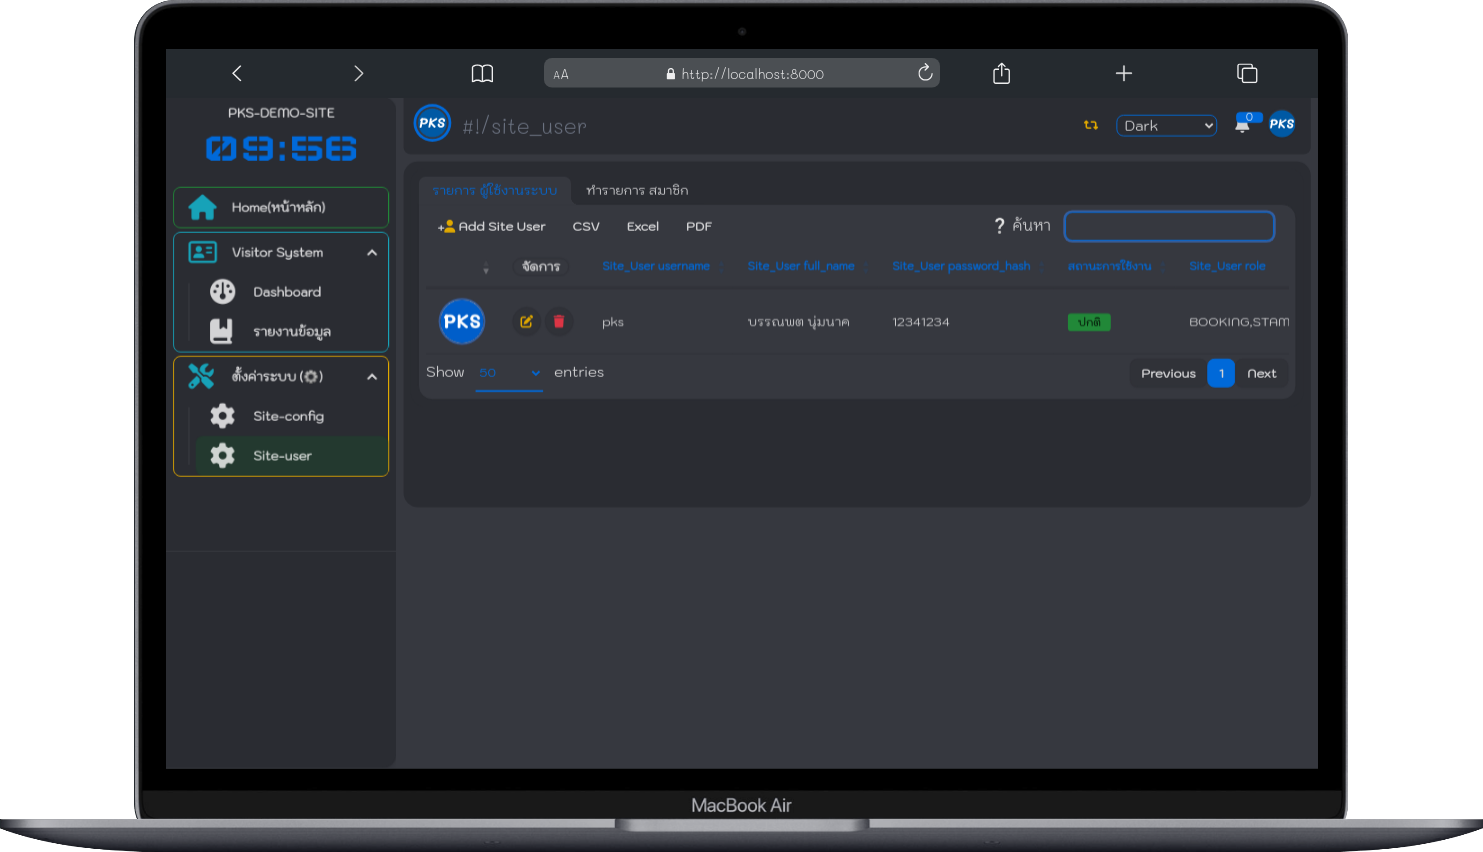 AA http://localhost:8000
PKS-DEMO-SITE
09:56
Home(หน้าหลัก)
Visitor System
Dashboard
รายงานข้อมูล
ตั้งค่าระบบ (⚙)
Site-config
Site-user
PKS #!/site_user
Dark 0 PKS
รายการ ผู้ใช้งานระบบ ทำรายการ สมาชิก
+ Add Site User CSV Excel PDF ? ค้นหา
จัดการ Site_User username Site_User full_name Site_User password_hash สถานะการใช้งาน Site_User role
PKS pks บรรณพต นุ่มนาค 12341234 ปกติ BOOKING,STAM
Show 50 entries Previous 1 Next
MacBook Air